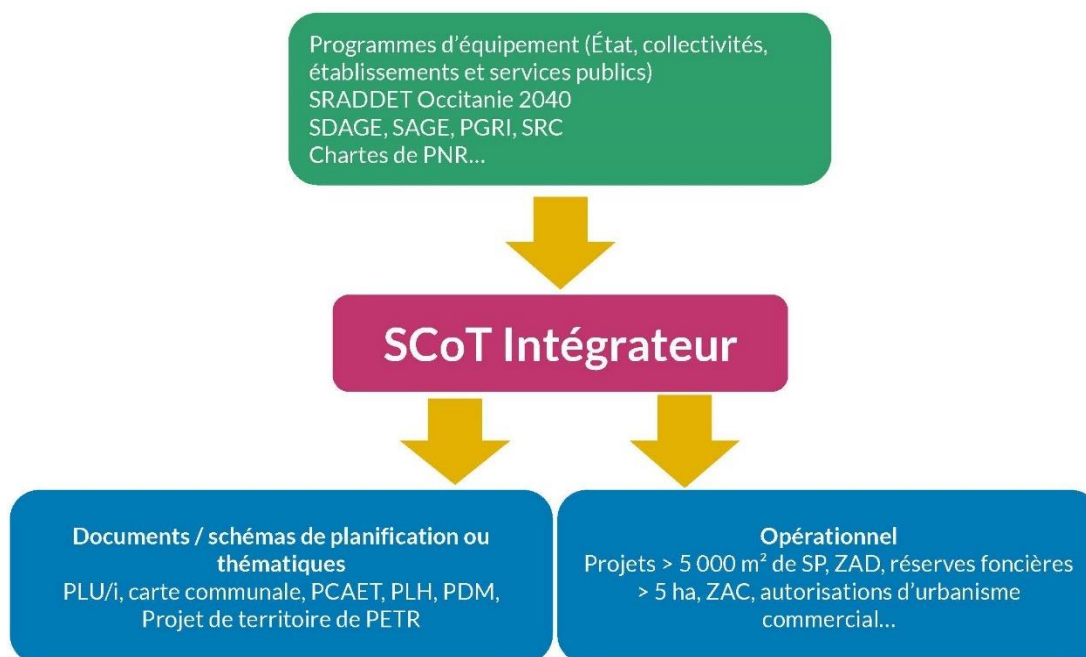 Programmes d'équipement (État, collectivités,
établissements et services publics)
SRADDET Occitanie 2040
SDAGE, SAGE, PGRI, SRC
Chartes de PNR…
SCoT Intégrateur
Documents / schémas de planification ou
thématiques
PLU/i, carte communale, PCAET, PLH, PDM,
Projet de territoire de PETR
Opérationnel
Projets > 5 000 m² de SP, ZAD, réserves foncières
> 5 ha, ZAC, autorisations d'urbanisme
commercial…